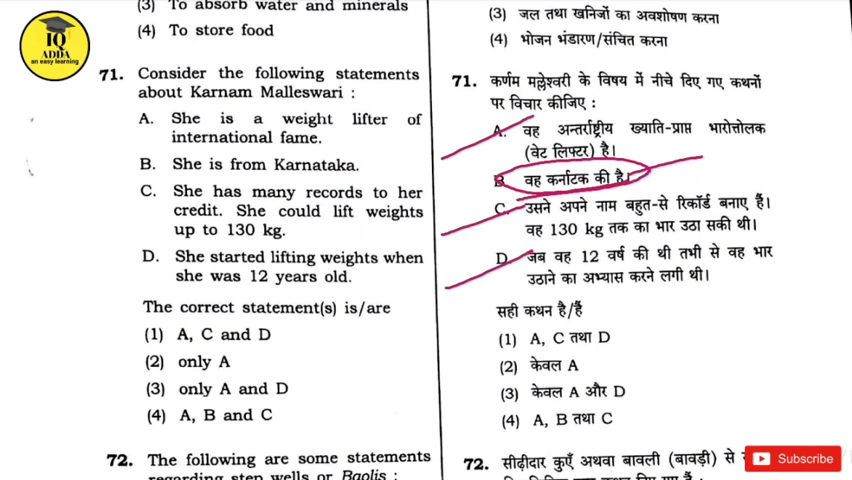 (3) To absorb water and minerals
(4) To store food
IQ
ADDA
an easy learning
71. Consider the following statements
about Karnam Malleswari :
A. She is a weight lifter of
international fame.
B. She is from Karnataka.
C. She has many records to her
credit. She could lift weights
up to 130 kg.
D. She started lifting weights when
she was 12 years old.
The correct statement(s) is/are
(1) A, C and D
(2) only A
(3) only A and D
(4) A, B and C
72. The following are some statements
regarding step wells or Baolis :
(3) जल तथा खनिजों का अवशोषण करना
(4) भोजन भंडारण/संचित करना
71. कर्णम मल्लेश्वरी के विषय में नीचे दिए गए कथनों
पर विचार कीजिए :
A. वह अन्तर्राष्ट्रीय ख्याति-प्राप्त भारोत्तोलक
(वेट लिफ्टर) है।
B वह कर्नाटक की है।
C. उसने अपने नाम बहुत-से रिकॉर्ड बनाए हैं।
वह 130 kg तक का भार उठा सकी थी।
D. जब वह 12 वर्ष की थी तभी से वह भार
उठाने का अभ्यास करने लगी थी।
सही कथन है/हैं
(1) A, C तथा D
(2) केवल A
(3) केवल A और D
(4) A, B तथा C
72. सीढ़ीदार कुएँ अथवा बावली (बावड़ी) से
Subscribe